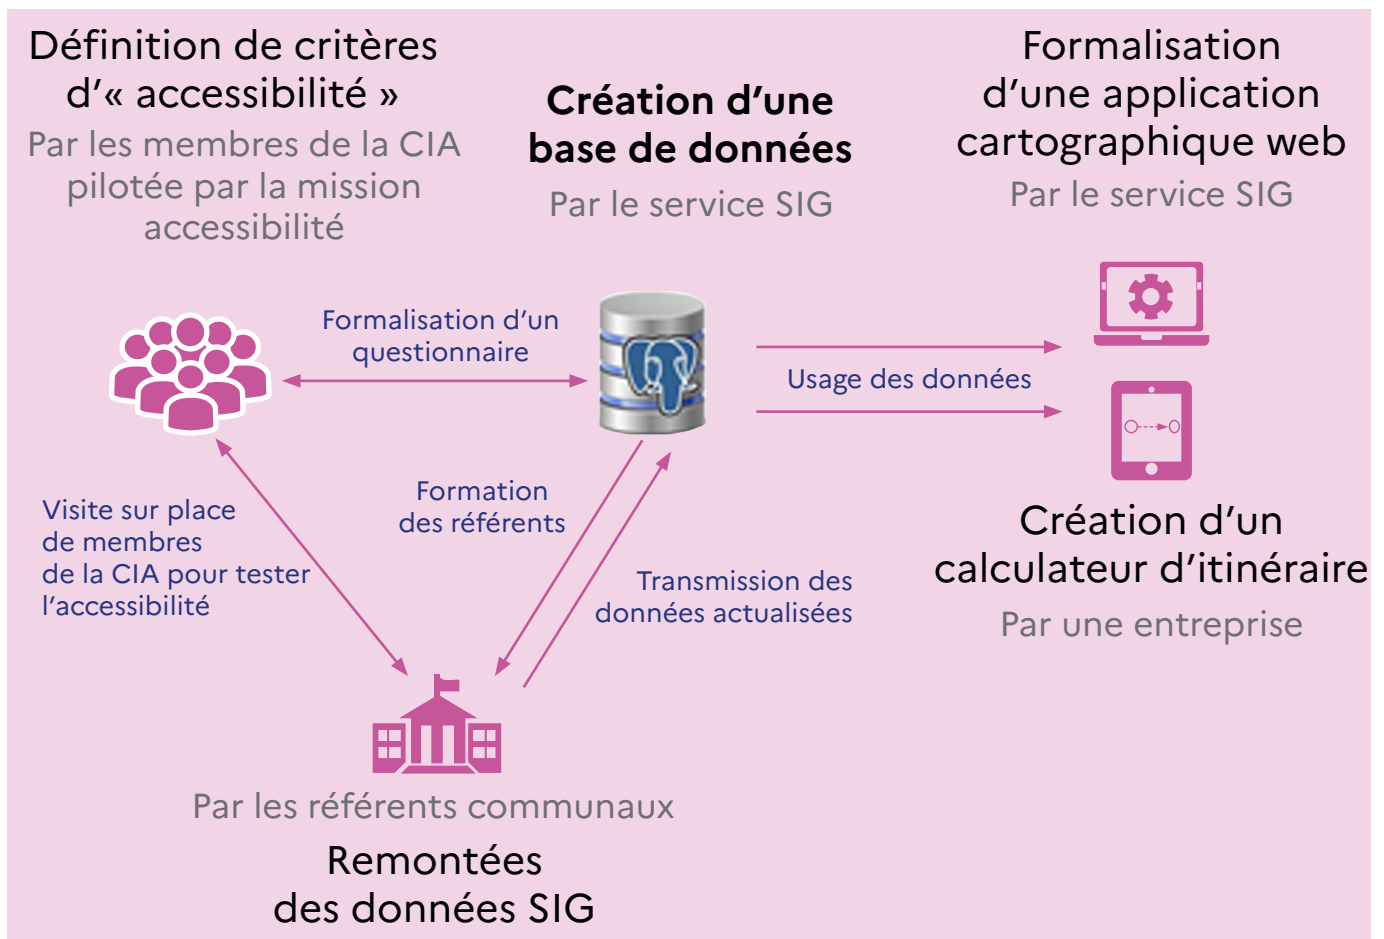 Définition de critères
d'« accessibilité »
Par les membres de la CIA
pilotée par la mission
accessibilité
Création d'une
base de données
Par le service SIG
Formalisation
d'une application
cartographique web
Par le service SIG
Formalisation d'un
questionnaire
Usage des données
Visite sur place
de membres
de la CIA pour tester
l'accessibilité
Formation
des référents
Transmission des
données actualisées
Création d'un
calculateur d'itinéraire
Par une entreprise
Par les référents communaux
Remontées
des données SIG